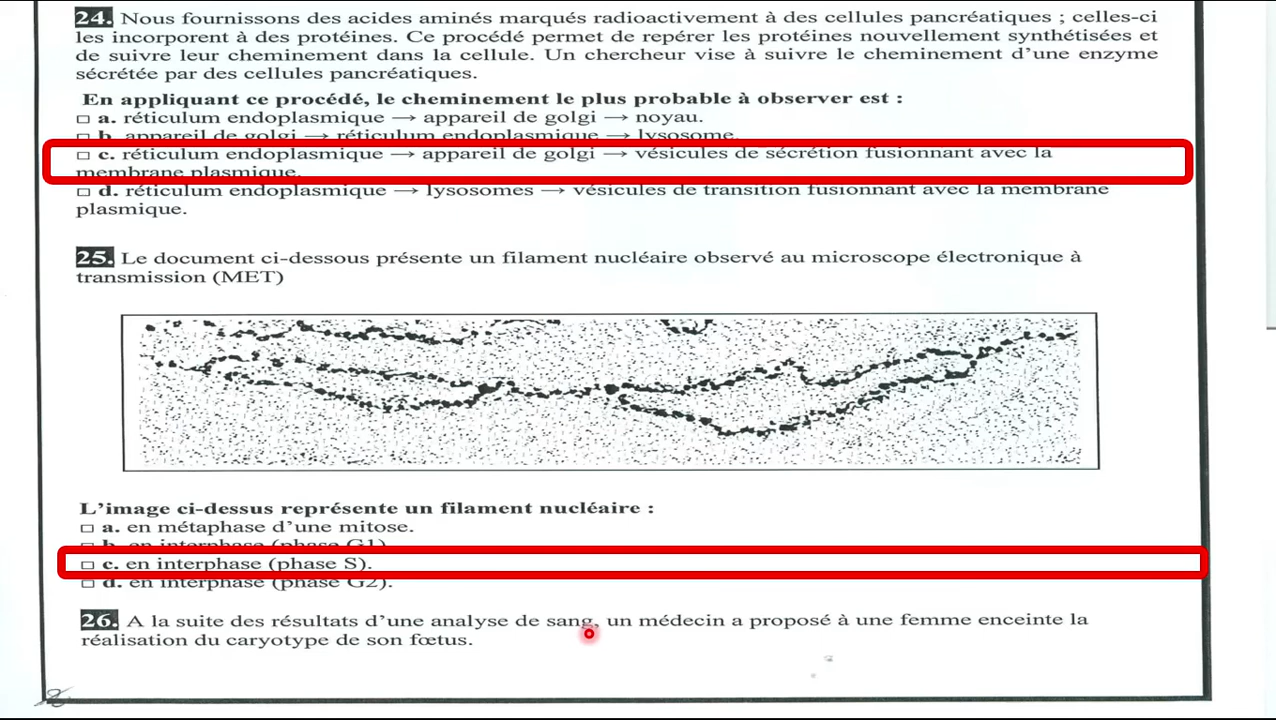 24. Nous fournissons des acides aminés marqués radioactivement à des cellules pancréatiques ; celles-ci
les incorporent à des protéines. Ce procédé permet de repérer les protéines nouvellement synthétisées et
de suivre leur cheminement dans la cellule. Un chercheur vise à suivre le cheminement d'une enzyme
sécrétée par des cellules pancréatiques.
En appliquant ce procédé, le cheminement le plus probable à observer est :
□ a. réticulum endoplasmique → appareil de golgi → noyau.
□ b. appareil de golgi → réticulum endoplasmique → lysosome.
□ c. réticulum endoplasmique → appareil de golgi → vésicules de sécrétion fusionnant avec la
membrane plasmique.
□ d. réticulum endoplasmique → lysosomes → vésicules de transition fusionnant avec la membrane
plasmique.
25. Le document ci-dessous présente un filament nucléaire observé au microscope électronique à
transmission (MET)
L'image ci-dessus représente un filament nucléaire :
□ a. en métaphase d'une mitose.
□ b. en interphase (phase G1)
□ c. en interphase (phase S).
□ d. en interphase (phase G2).
26. A la suite des résultats d'une analyse de sang, un médecin a proposé à une femme enceinte la
réalisation du caryotype de son fœtus.